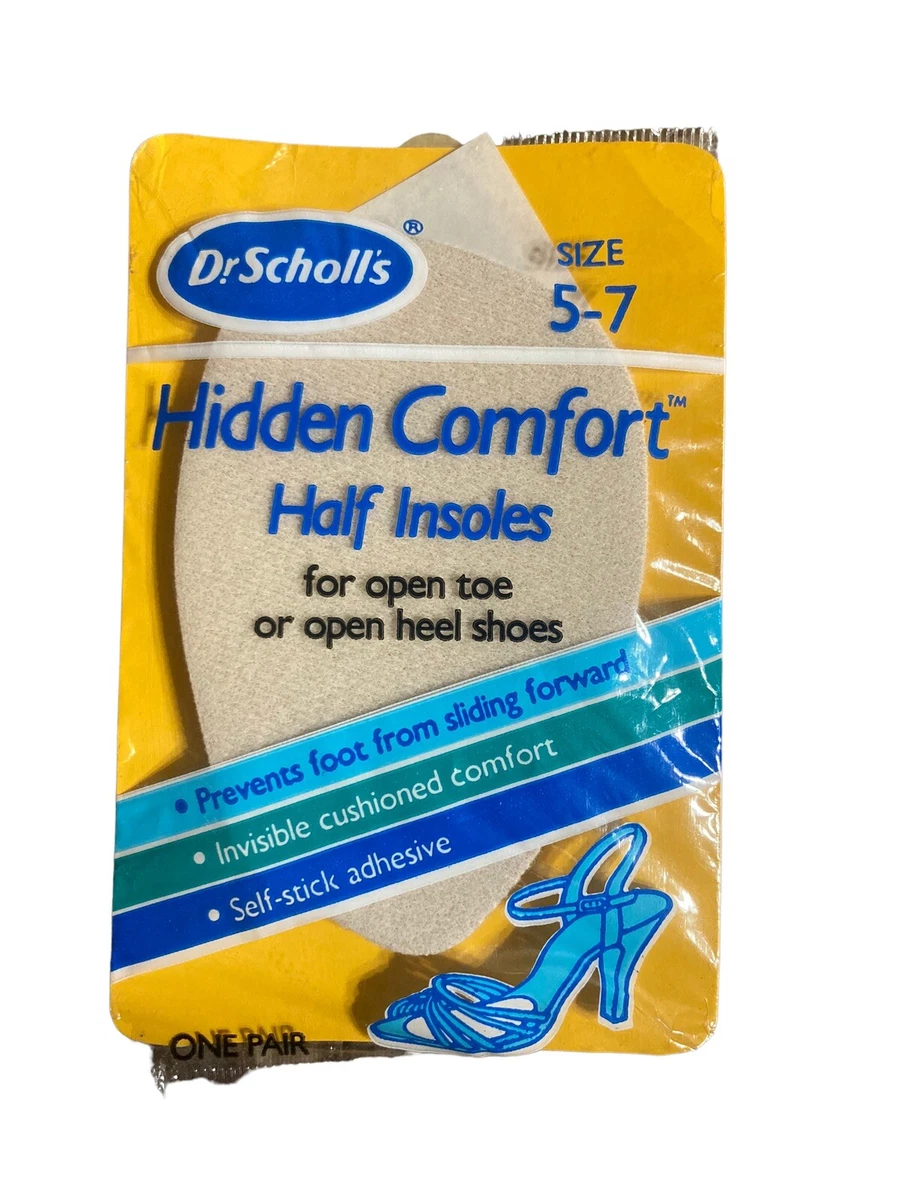 Dr Scholl's®
SIZE
5-7
Hidden Comfort™
Half Insoles
for open toe
or open heel shoes
• Prevents foot from sliding forward
• Invisible cushioned comfort
• Self-stick adhesive
ONE PAIR